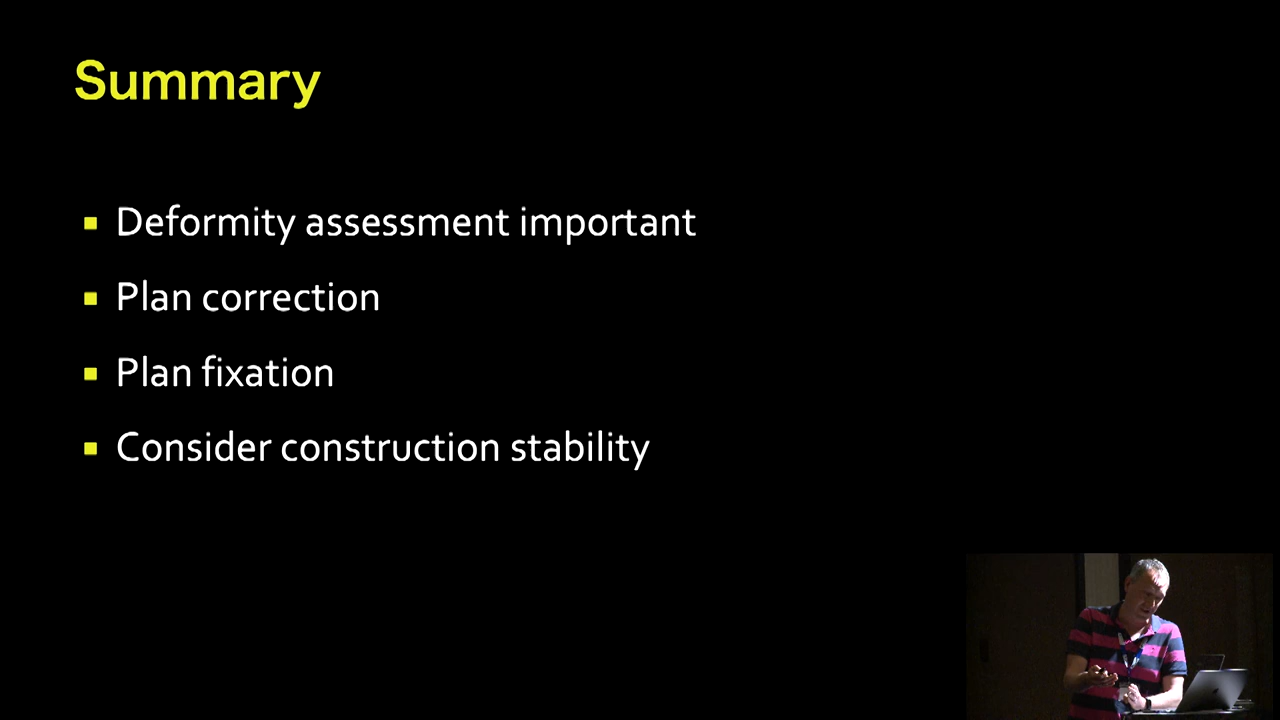 Summary
Deformity assessment important
Plan correction
Plan fixation
Consider construction stability